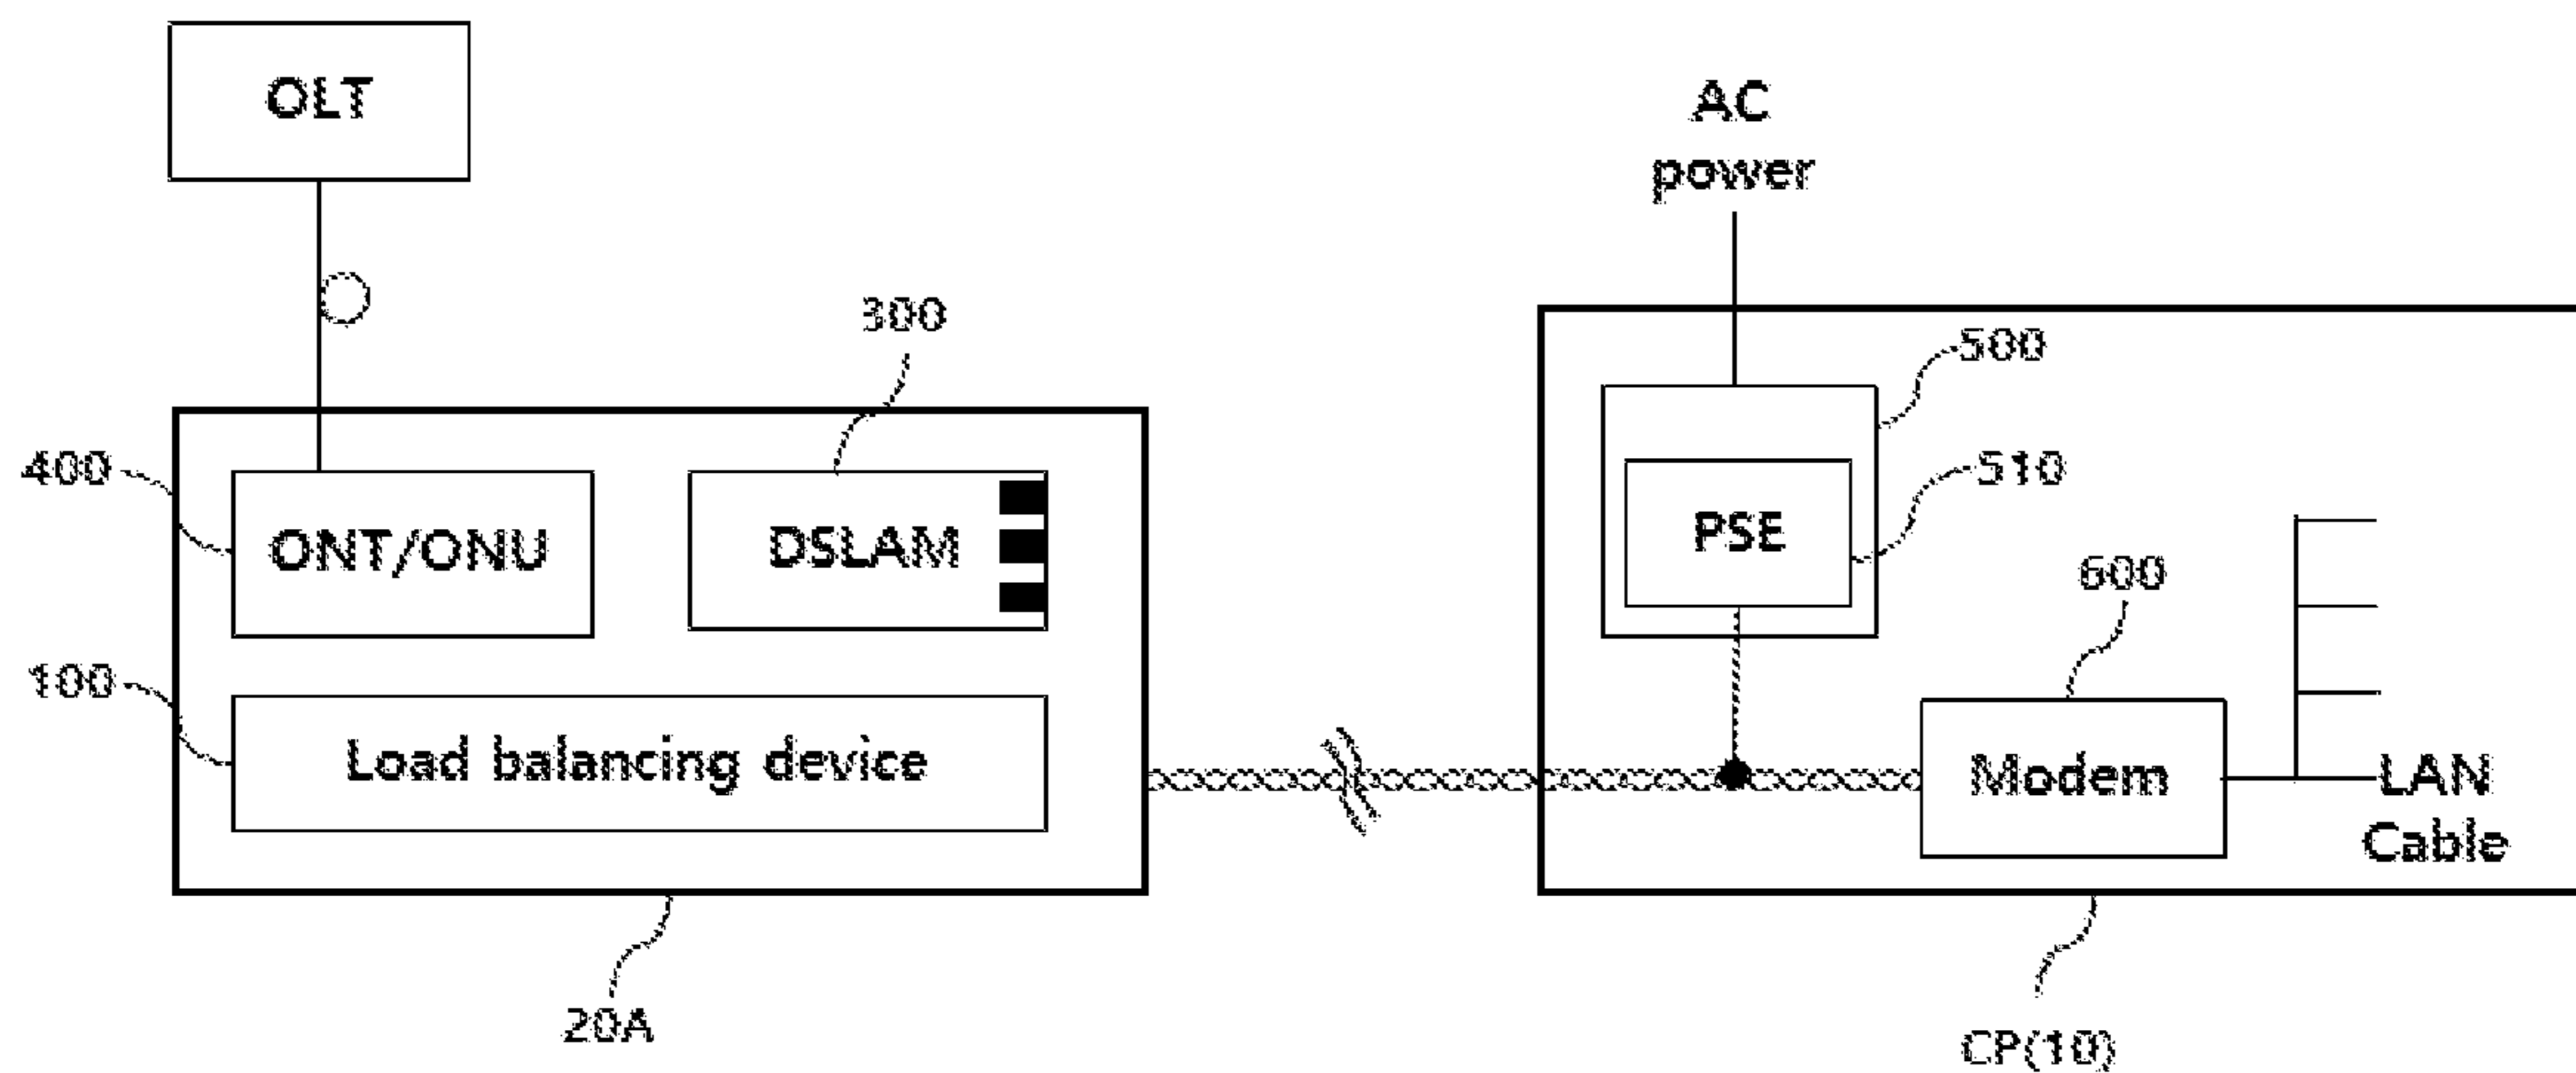 OLT
AC
power
300
500
400
ONT/ONU
DSLAM
PSE
510
600
100
Load balancing device
Modem
LAN
Cable
20A
CP(10)